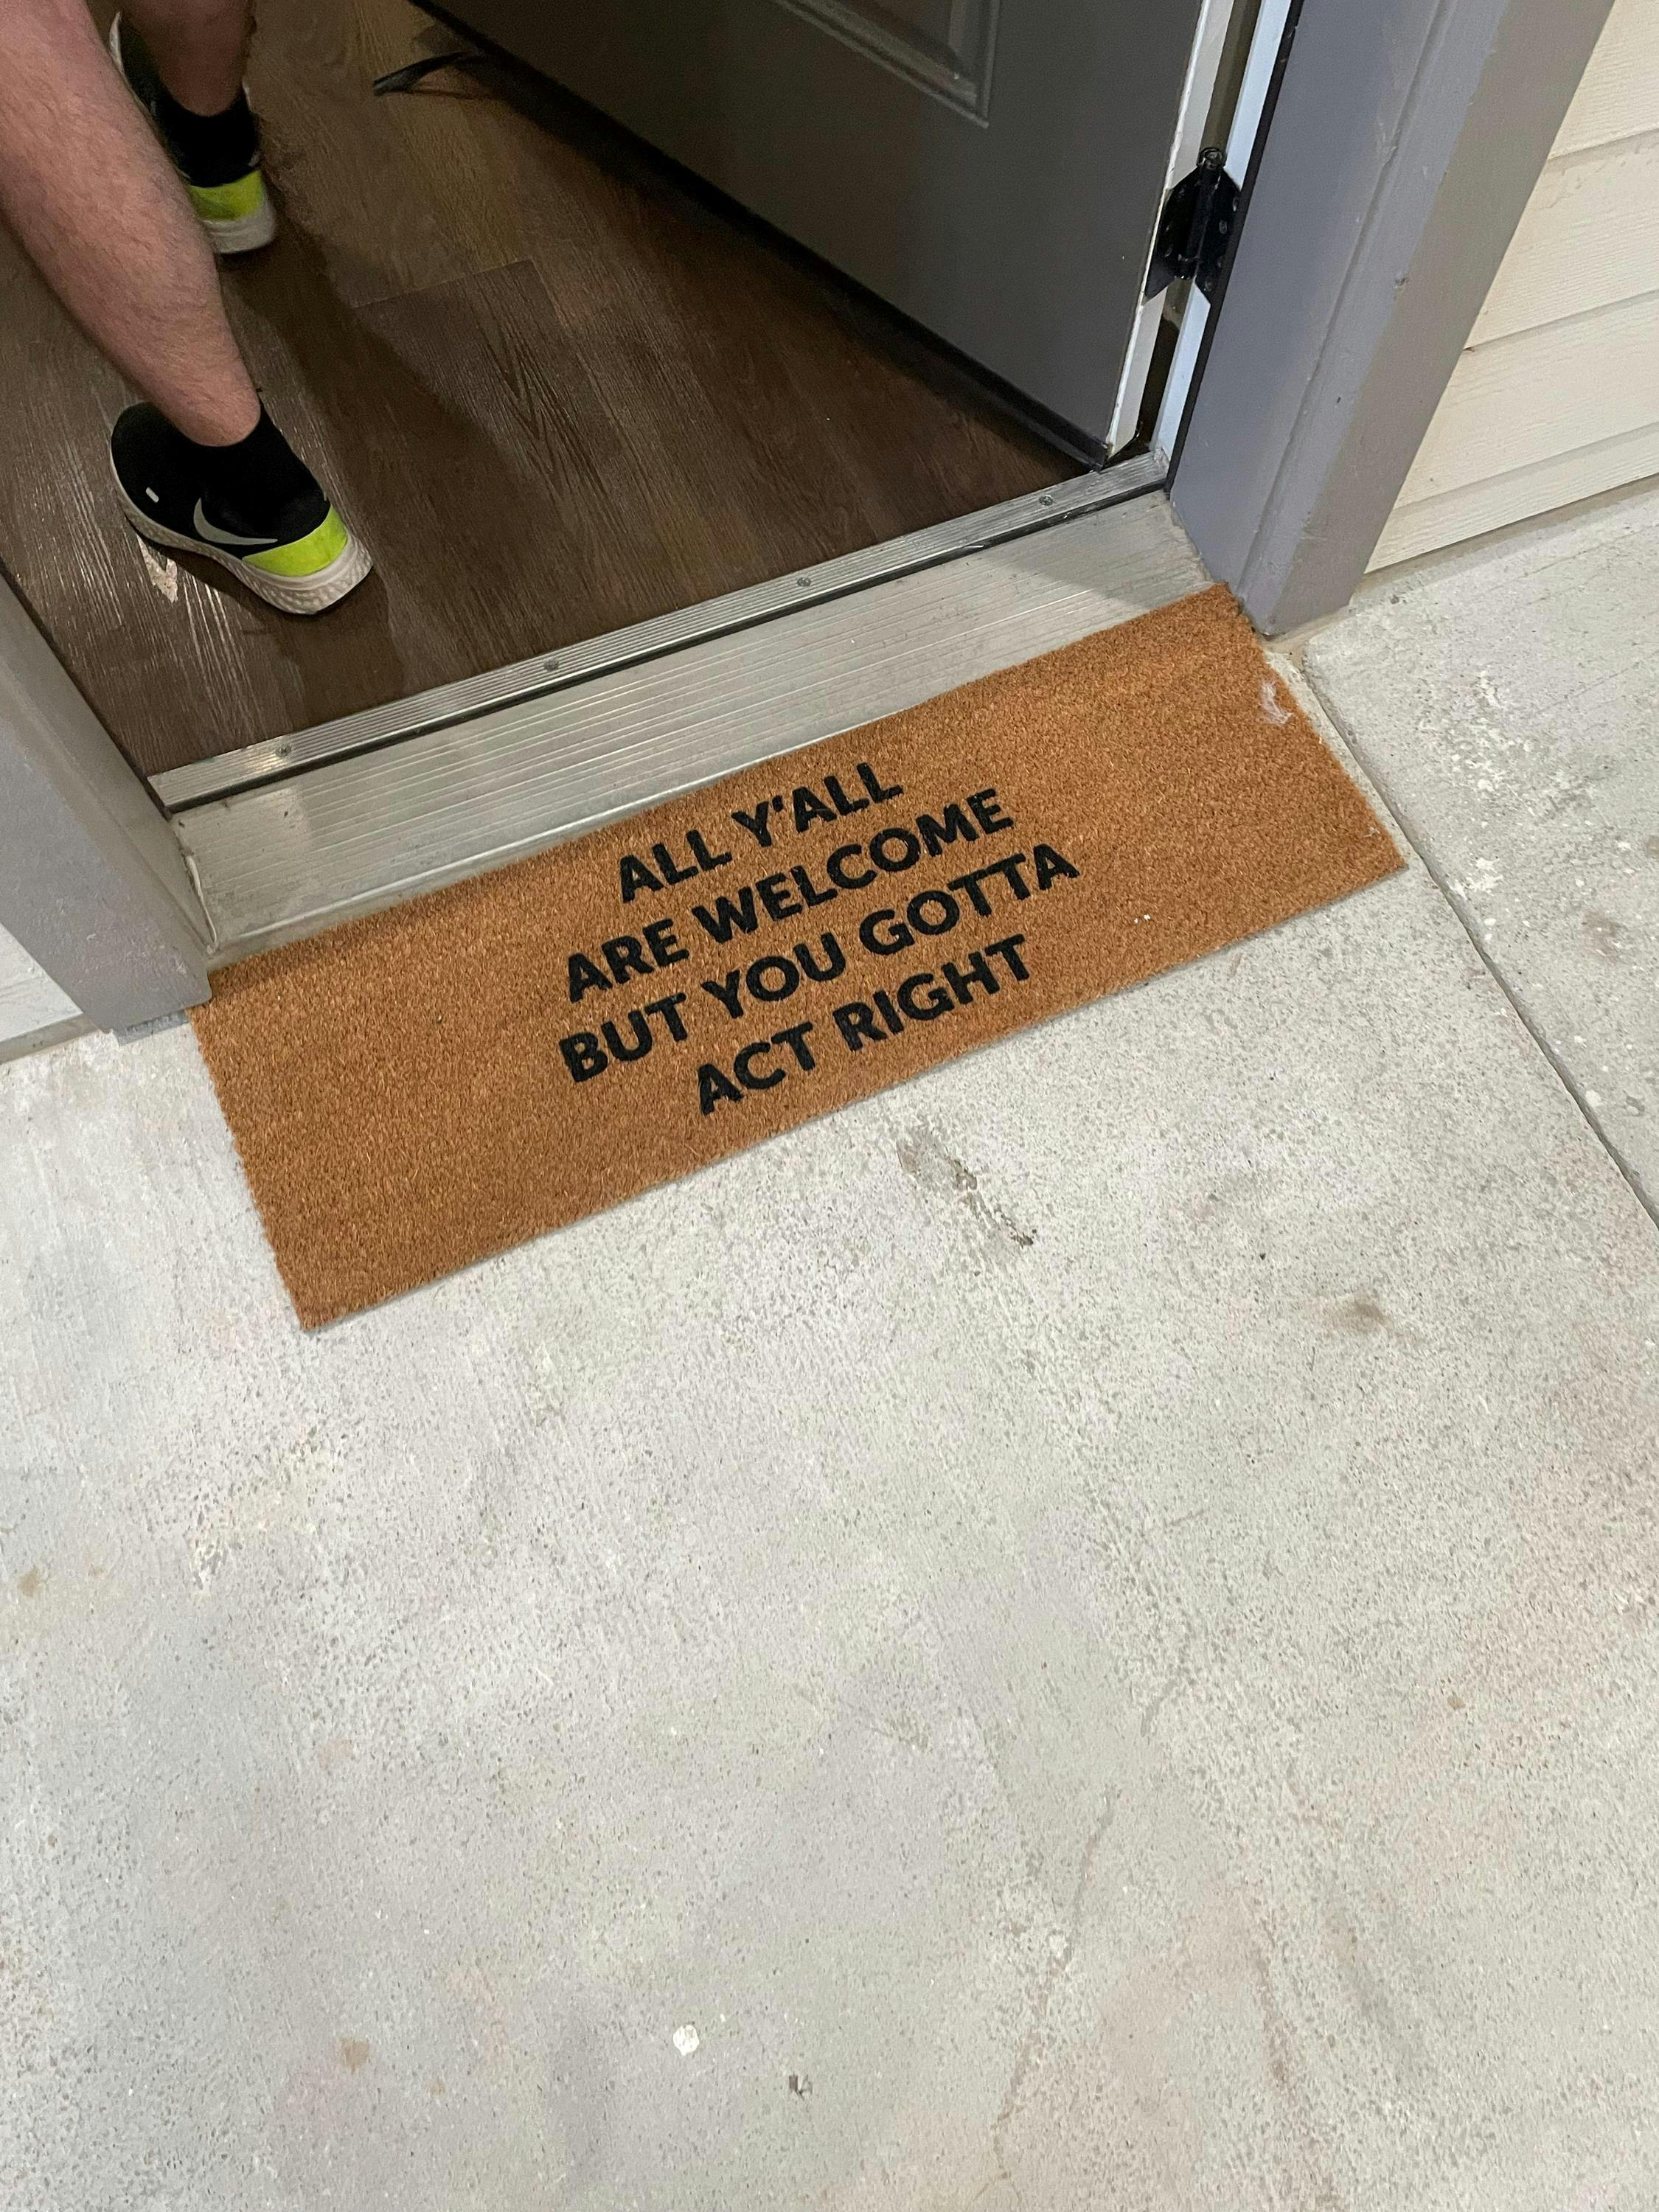 ALL Y'ALL
ARE WELCOME
BUT YOU GOTTA
ACT RIGHT